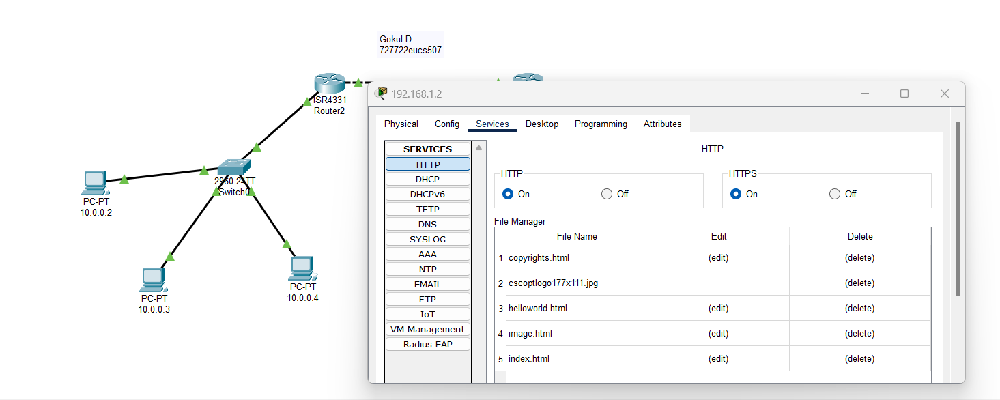 Gokul D
727722eucs507
ISR4331
Router2
2960-24TT
Switch0
PC-PT
10.0.0.2
PC-PT
10.0.0.3
PC-PT
10.0.0.4
192.168.1.2
Physical Config Services Desktop Programming Attributes
SERVICES
HTTP
DHCP
DHCPv6
TFTP
DNS
SYSLOG
AAA
NTP
EMAIL
FTP
IoT
VM Management
Radius EAP
HTTP
HTTP
On Off
HTTPS
On Off
File Manager
File Name Edit Delete
1 copyrights.html (edit) (delete)
2 cscoptlogo177x111.jpg (delete)
3 helloworld.html (edit) (delete)
4 image.html (edit) (delete)
5 index.html (edit) (delete)